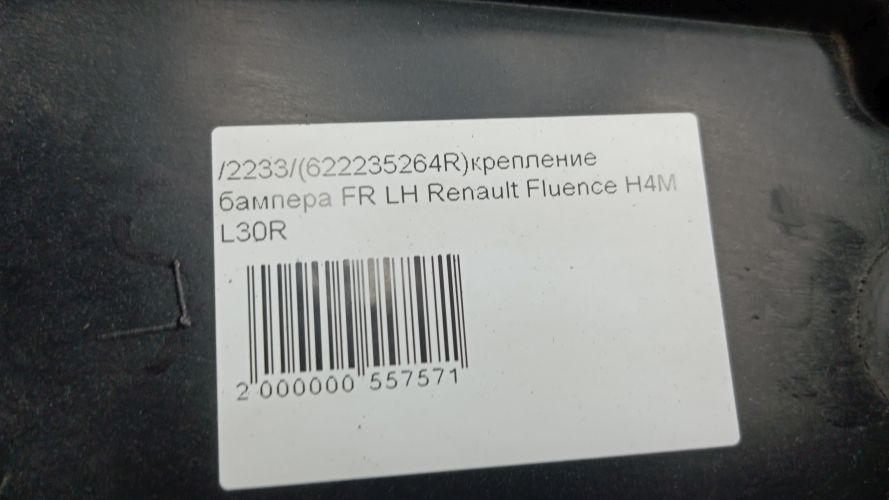 /2233/(622235264R)крепление
бампера FR LH Renault Fluence H4M
L30R
2 000000 557571